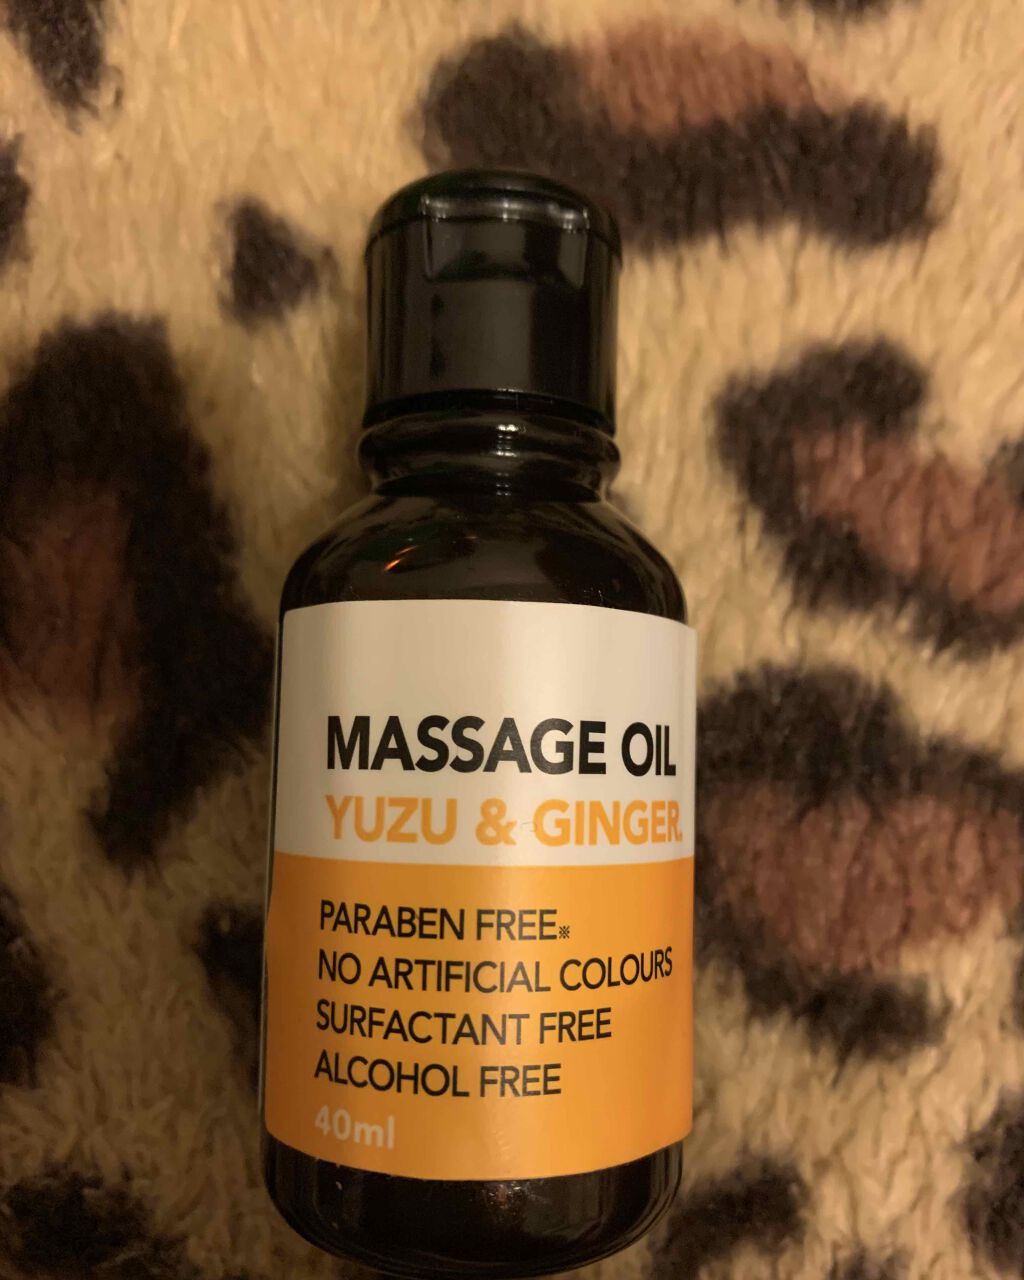 MASSAGE OIL
YUZU & GINGER.
PARABEN FREE※
NO ARTIFICIAL COLOURS
SURFACTANT FREE
ALCOHOL FREE
40ml